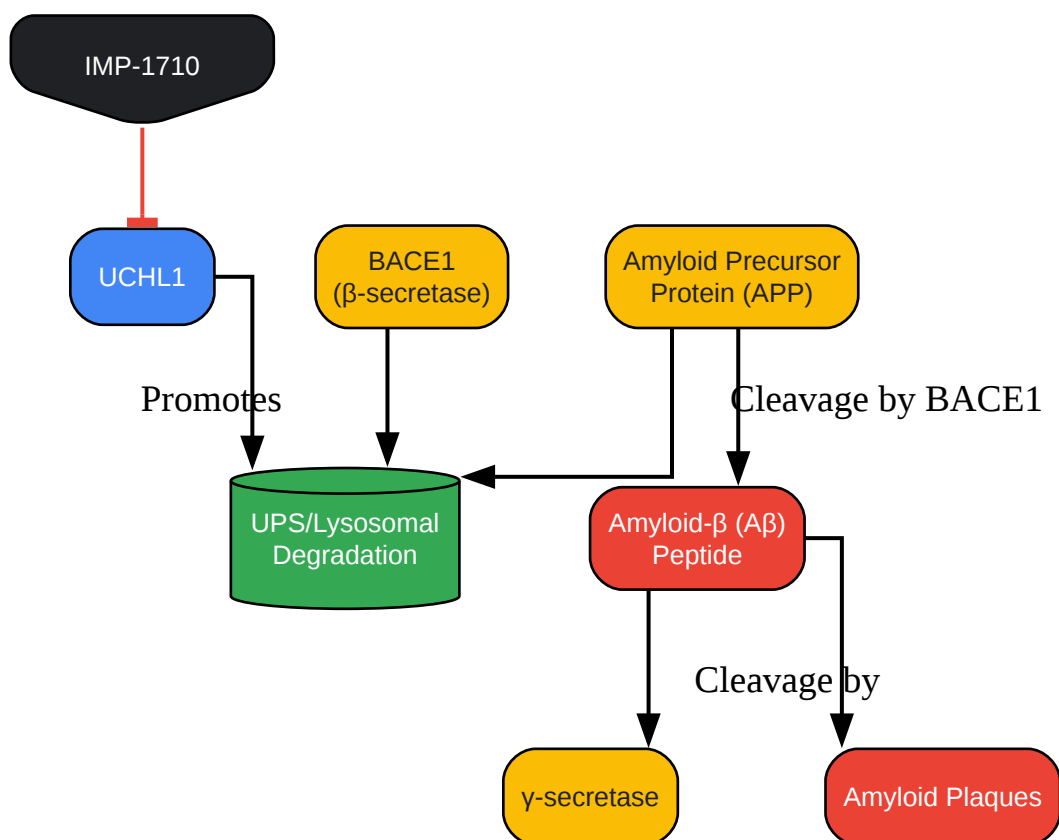 IMP-1710
UCHL1
BACE1
(β-secretase)
Amyloid Precursor
Protein (APP)
Promotes
Cleavage by BACE1
UPS/Lysosomal
Degradation
Amyloid-β (Aβ)
Peptide
Cleavage by
γ-secretase
Amyloid Plaques